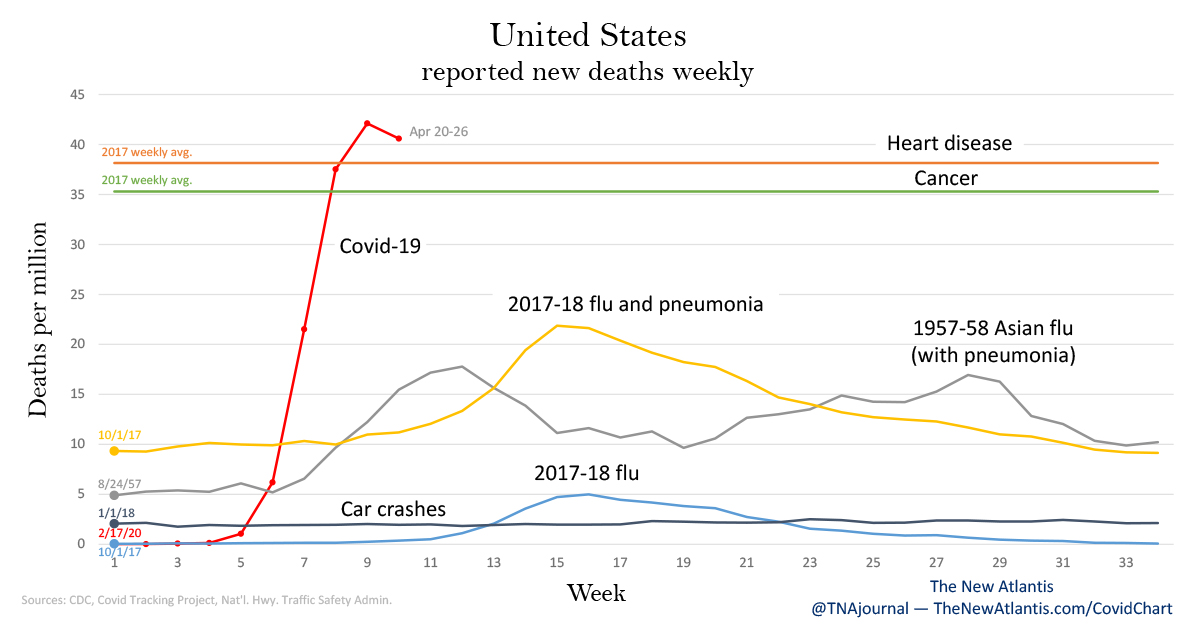 United States
reported new deaths weekly
Deaths per million
45
40
35
30
25
20
15
10
5
0
Apr 20-26
2017 weekly avg.
Heart disease
2017 weekly avg.
Cancer
Covid-19
2017-18 flu and pneumonia
1957-58 Asian flu
(with pneumonia)
10/1/17
2017-18 flu
8/24/57
Car crashes
1/1/18
2/17/20
10/1/17
1 3 5 7 9 11 13 15 17 19 21 23 25 27 29 31 33
Week
Sources: CDC, Covid Tracking Project, Nat'l. Hwy. Traffic Safety Admin.
The New Atlantis
@TNAjournal — TheNewAtlantis.com/CovidChart